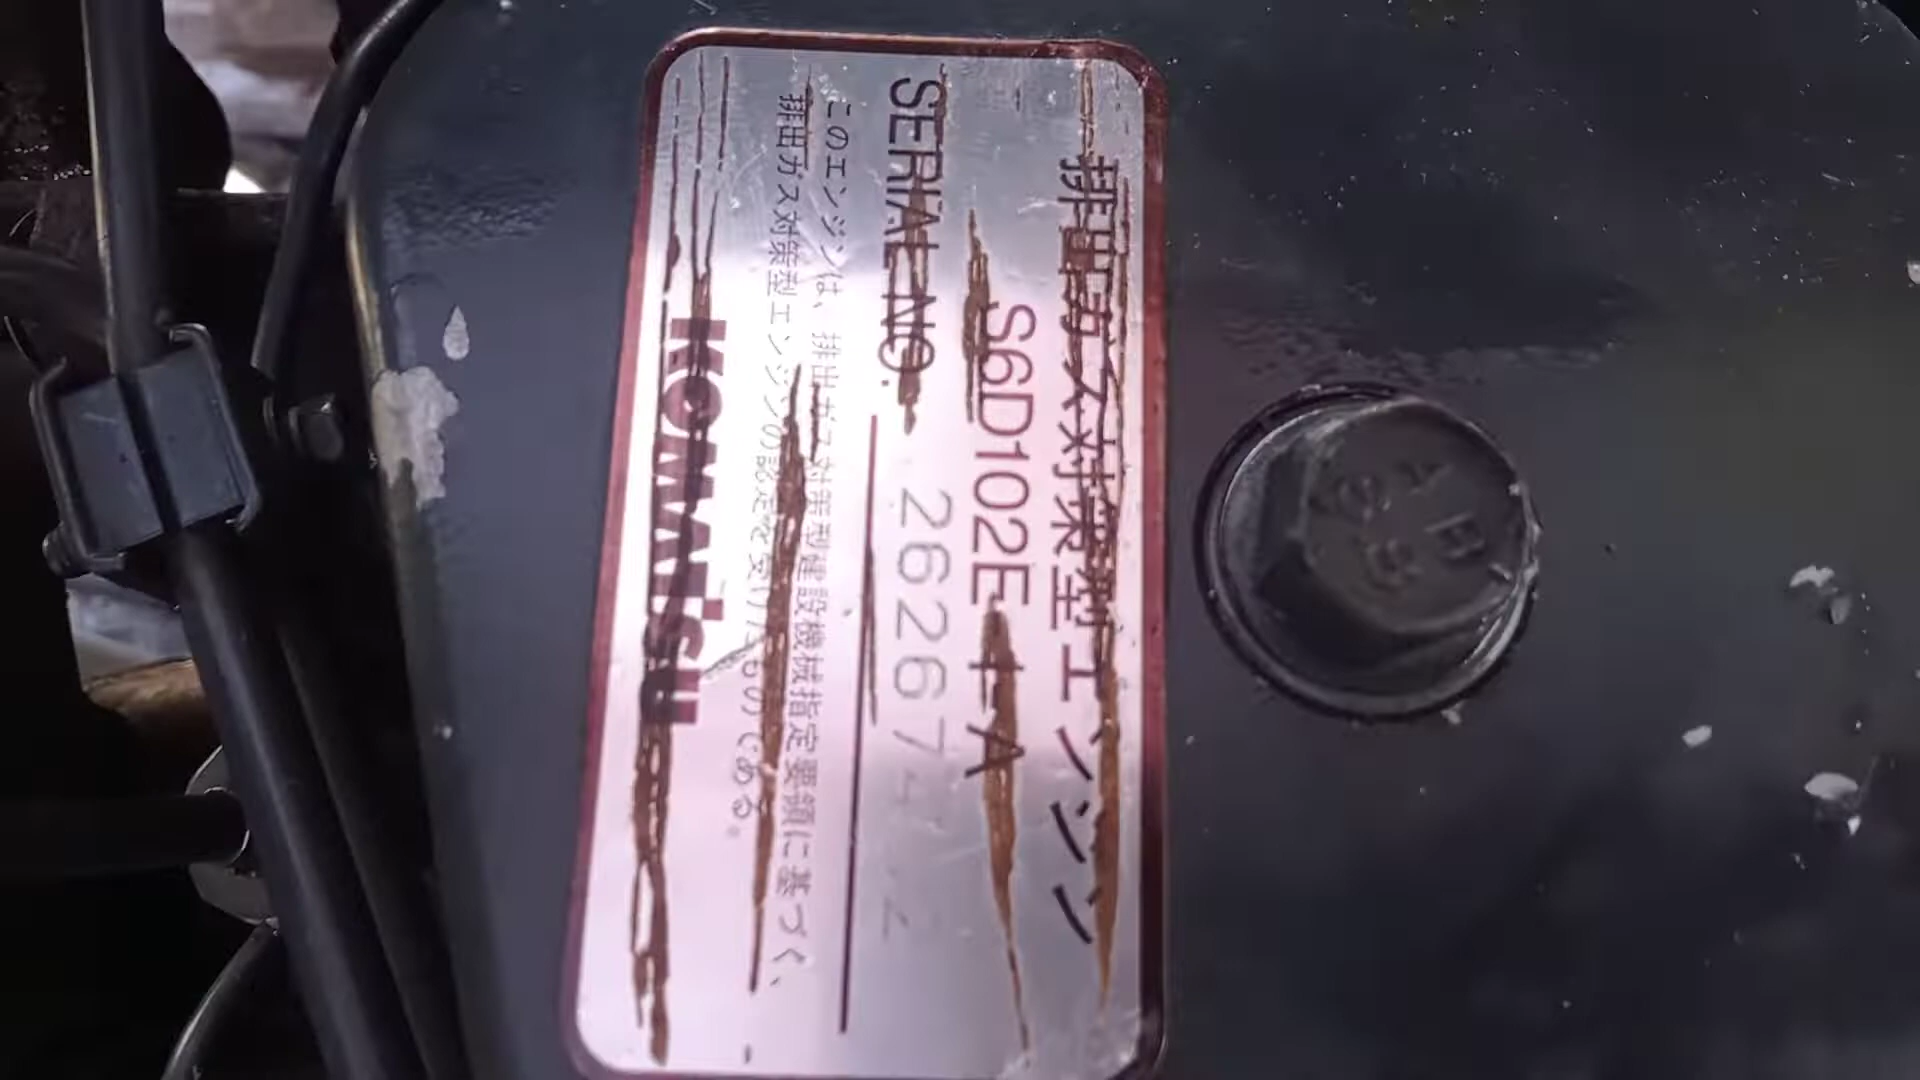 排出ガス対策型エンジン
S6D102E-1-A
SERIAL NO. 26267
このエンジンは、排出ガス対策型建設機械指定要領に基づく、
排出ガス対策型エンジンの認定を受けたものである。
KOMATSU